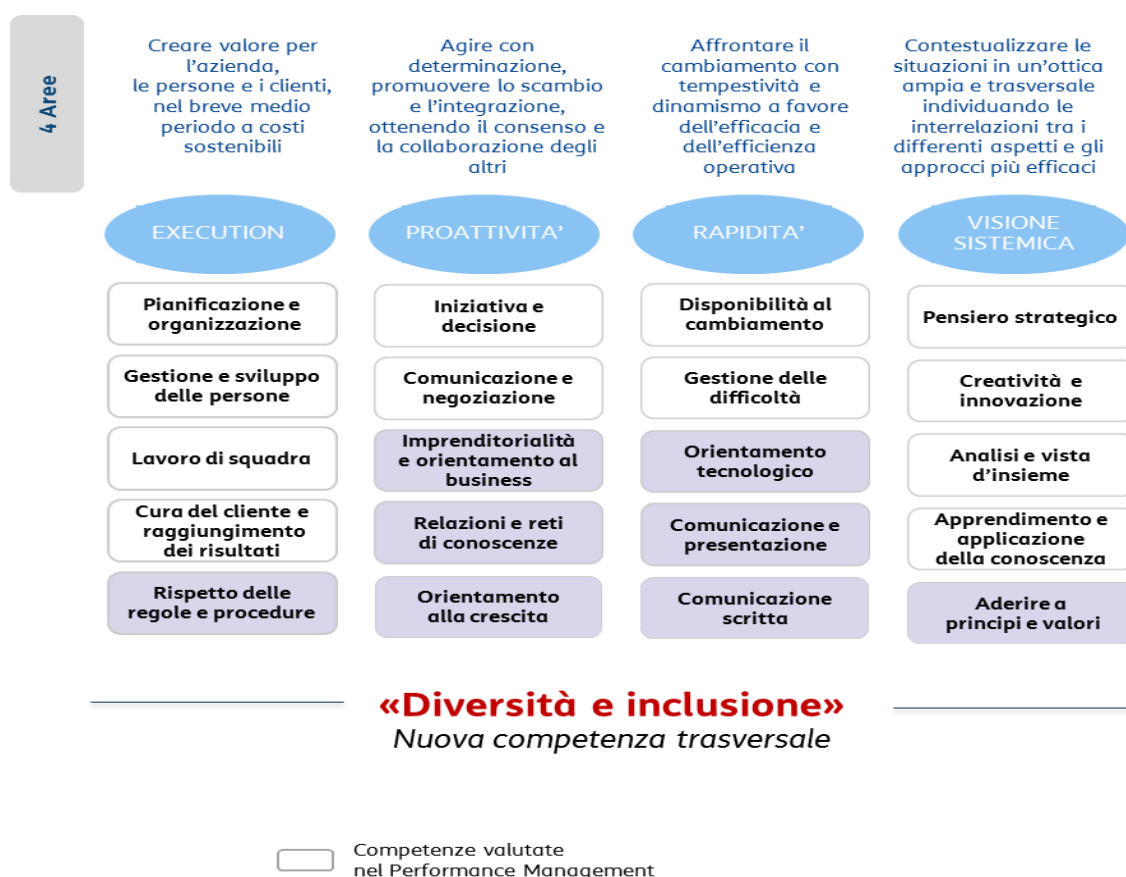 4 Aree
Creare valore per
l'azienda,
le persone e i clienti,
nel breve medio
periodo a costi
sostenibili
Agire con
determinazione,
promuovere lo scambio
e l'integrazione,
ottenendo il consenso e
la collaborazione degli
altri
Affrontare il
cambiamento con
tempestività e
dinamismo a favore
dell'efficacia e
dell'efficienza
operativa
Contestualizzare le
situazioni in un'ottica
ampia e trasversale
individuando le
interrelazioni tra i
differenti aspetti e gli
approcci più efficaci
EXECUTION
PROATTIVITA'
RAPIDITA'
VISIONE
SISTEMICA
Pianificazione e
organizzazione
Gestione e sviluppo
delle persone
Lavoro di squadra
Cura del cliente e
raggiungimento
dei risultati
Rispetto delle
regole e procedure
Iniziativa e
decisione
Comunicazione e
negoziazione
Imprenditorialità
e orientamento al
business
Relazioni e reti
di conoscenze
Orientamento
alla crescita
Disponibilità al
cambiamento
Gestione delle
difficoltà
Orientamento
tecnologico
Comunicazione e
presentazione
Comunicazione
scritta
Pensiero strategico
Creatività e
innovazione
Analisi e vista
d'insieme
Apprendimento e
applicazione
della conoscenza
Aderire a
principi e valori
«Diversità e inclusione»
Nuova competenza trasversale
Competenze valutate
nel Performance Management